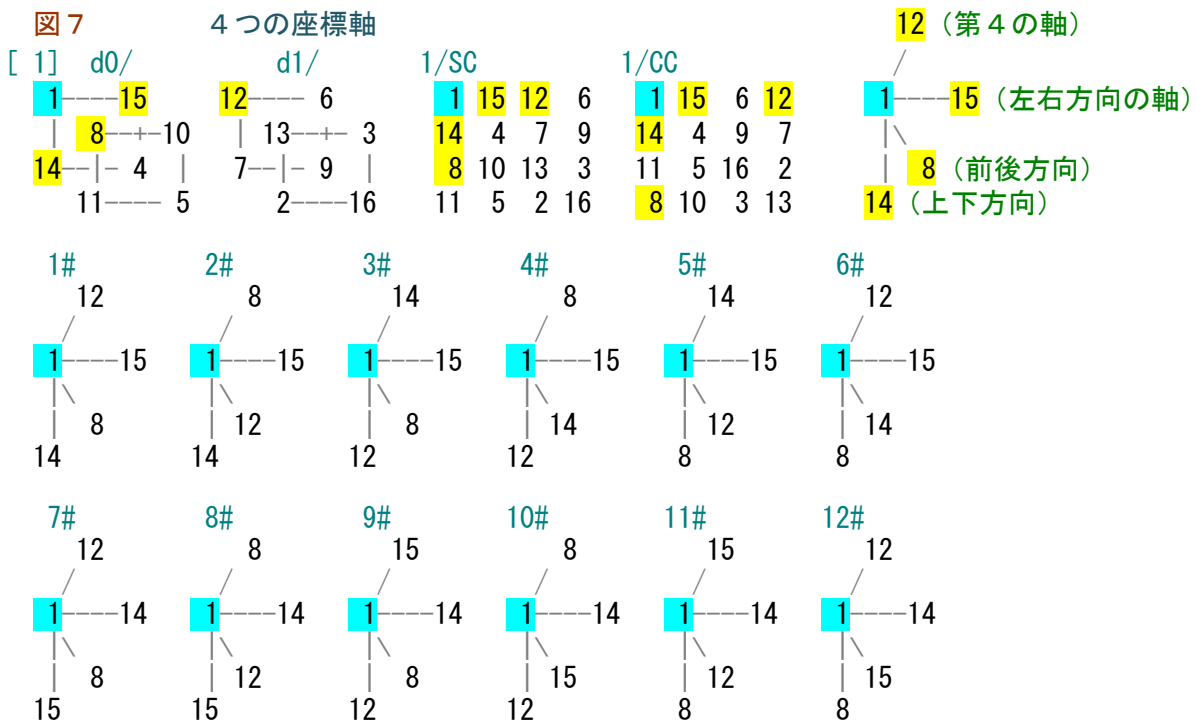 図７ ４つの座標軸 12 (第４の軸)
[ 1] d0/ d1/ 1/SC 1/CC
1----15 12---- 6 1 15 12 6 1 15 6 12 1----15 (左右方向の軸)
| 8--+-10 | 13--+- 3 14 4 7 9 14 4 9 7
14--|- 4 | 7--|- 9 | 8 10 13 3 11 5 16 2 8 (前後方向)
11---- 5 2----16 11 5 2 16 8 10 3 13 14 (上下方向)
1# 2# 3# 4# 5# 6#
12 8 14 8 14 12
1----15 1----15 1----15 1----15 1----15 1----15
8 12 8 14 12 14
14 14 12 12 8 8
7# 8# 9# 10# 11# 12#
12 8 15 8 15 12
1----14 1----14 1----14 1----14 1----14 1----14
8 12 8 15 12 15
15 15 12 12 8 8